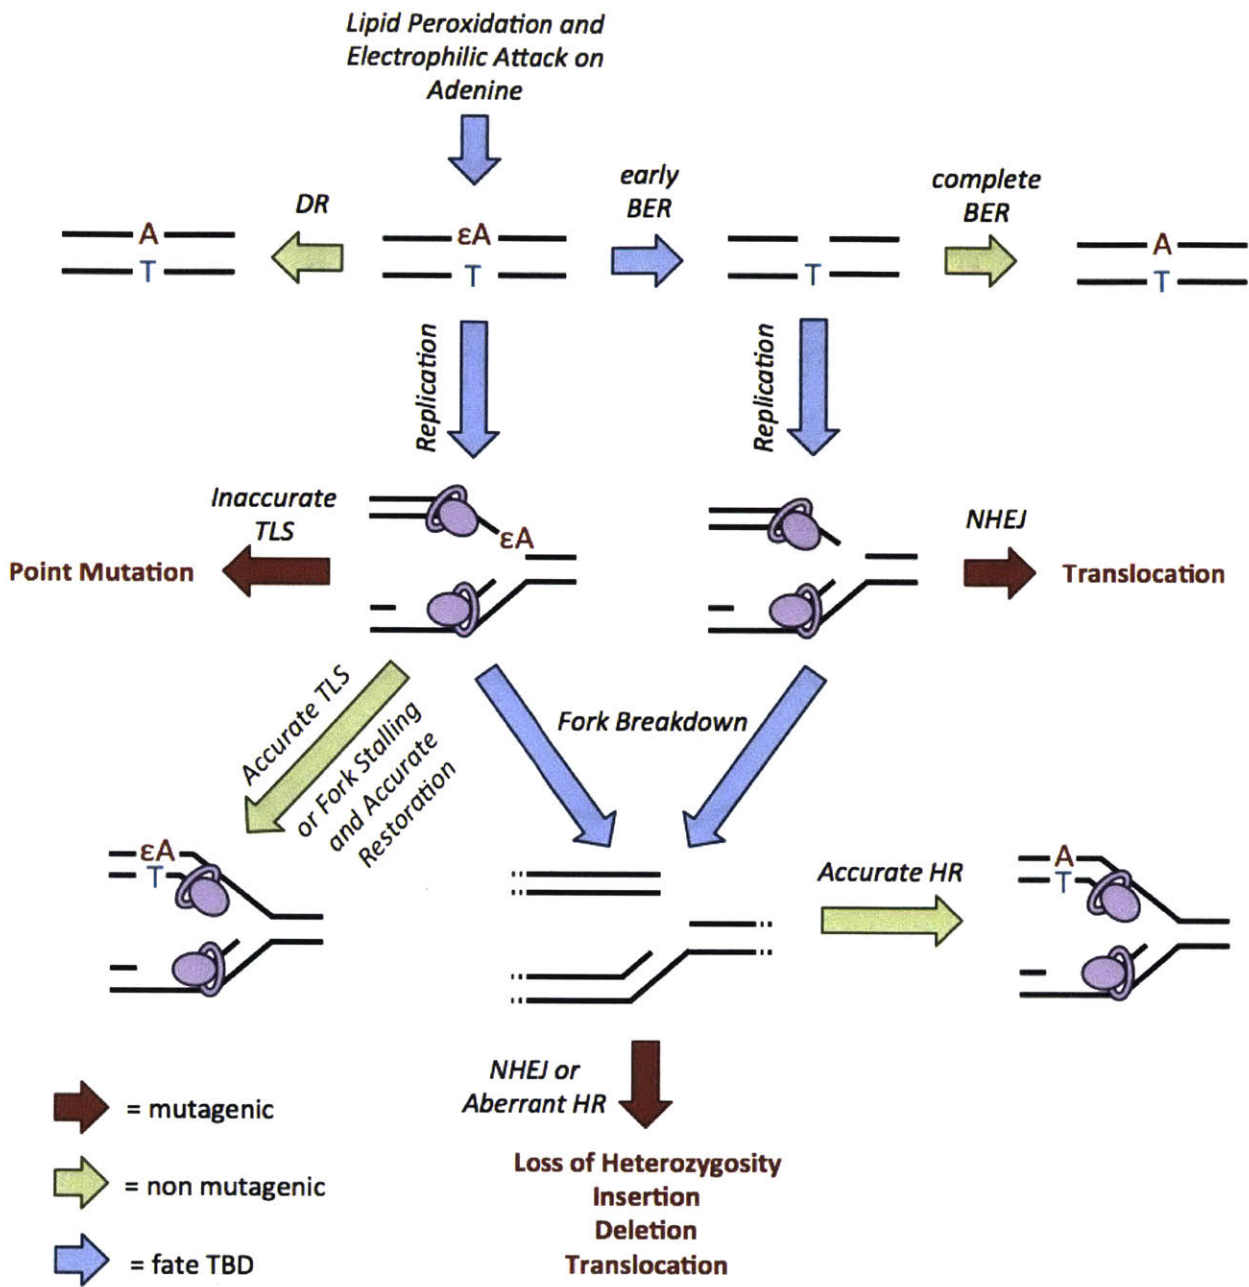 Lipid Peroxidation and
Electrophilic Attack on
Adenine
DR
early
BER
complete
BER
A
T
εA
T
T
A
T
Replication
Replication
Inaccurate
TLS
Point Mutation
εA
NHEJ
Translocation
Accurate TLS
or Fork Stalling
and Accurate
Restoration
Fork Breakdown
εA
T
Accurate HR
A
T
NHEJ or
Aberrant HR
Loss of Heterozygosity
Insertion
Deletion
Translocation
= mutagenic
= non mutagenic
= fate TBD